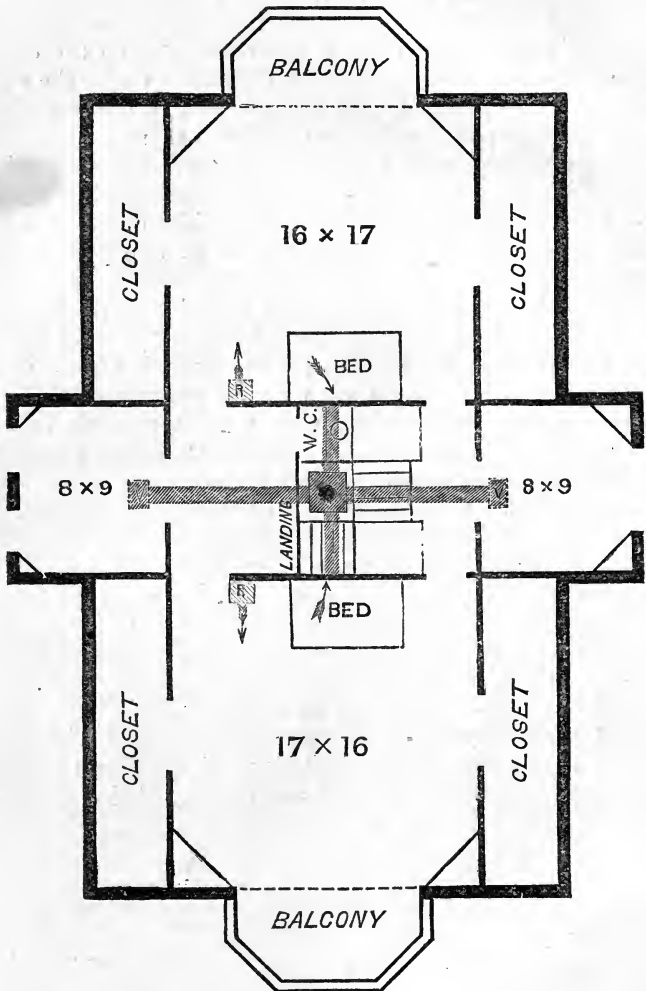 BALCONY
CLOSET
16 × 17
CLOSET
BED
R
W.C.
8 × 9
V
V
8 × 9
LANDING
R
BED
CLOSET
17 × 16
CLOSET
BALCONY